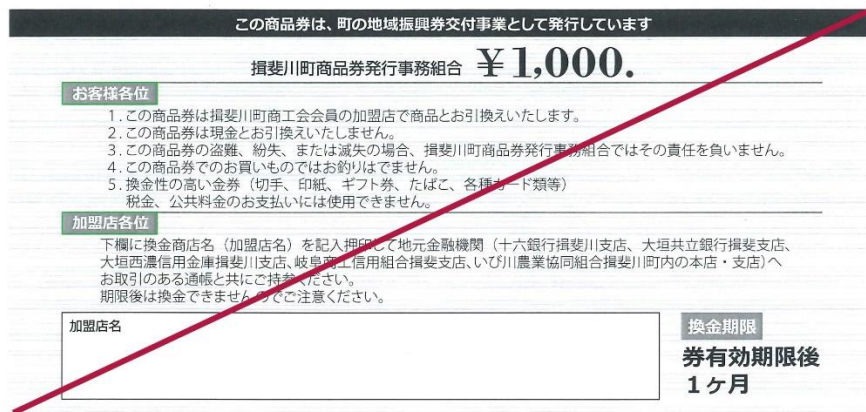 この商品券は、町の地域振興券交付事業として発行しています
揖斐川町商品券発行事務組合 ¥1,000.
お客様各位
1.この商品券は揖斐川町商工会会員の加盟店で商品とお引換えいたします。
2.この商品券は現金とお引換えいたしません。
3.この商品券の盗難、紛失、または滅失の場合、揖斐川町商品券発行事務組合ではその責任を負いません。
4.この商品券でのお買いものではお釣りはでません。
5.換金性の高い金券（切手、印紙、ギフト券、たばこ、各種カード類等）
税金、公共料金のお支払いには使用できません。
加盟店各位
下欄に換金商店名（加盟店名）を記入押印して地元金融機関（十六銀行揖斐川支店、大垣共立銀行揖斐支店、
大垣西濃信用金庫揖斐川支店、岐阜商工信用組合揖斐支店、いび川農業協同組合揖斐川町内の本店・支店）へ
お取引のある通帳と共にご持参ください。
期限後は換金できませんのでご注意ください。
加盟店名
換金期限
券有効期限後
1ヶ月